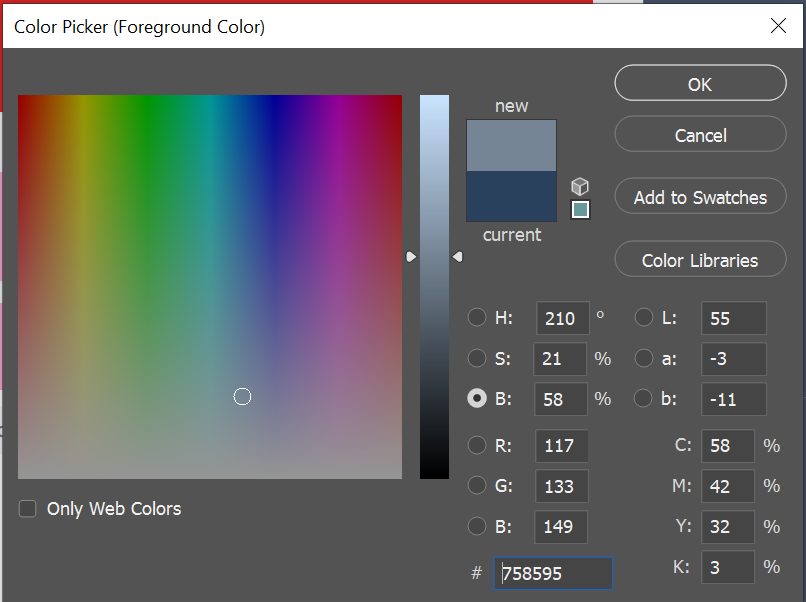 Color Picker (Foreground Color)
new
current
OK
Cancel
Add to Swatches
Color Libraries
H: 210 °
S: 21 %
B: 58 %
R: 117
G: 133
B: 149
# 758595
L: 55
a: -3
b: -11
C: 58 %
M: 42 %
Y: 32 %
K: 3 %
Only Web Colors